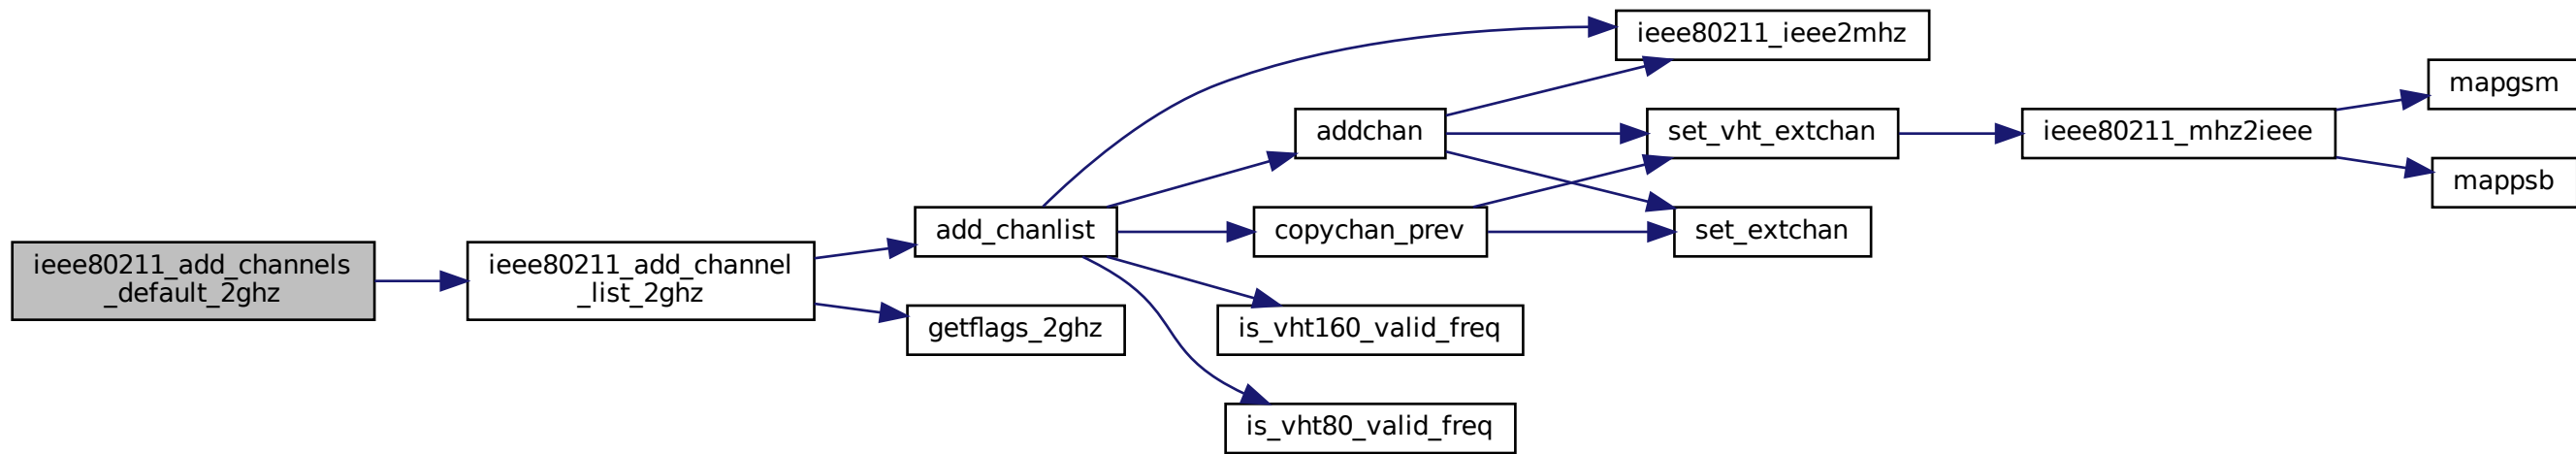 ieee80211_add_channels
_default_2ghz
ieee80211_add_channel
_list_2ghz
add_chanlist
getflags_2ghz
ieee80211_ieee2mhz
addchan
copychan_prev
is_vht160_valid_freq
is_vht80_valid_freq
set_vht_extchan
set_extchan
ieee80211_mhz2ieee
mapgsm
mappsb